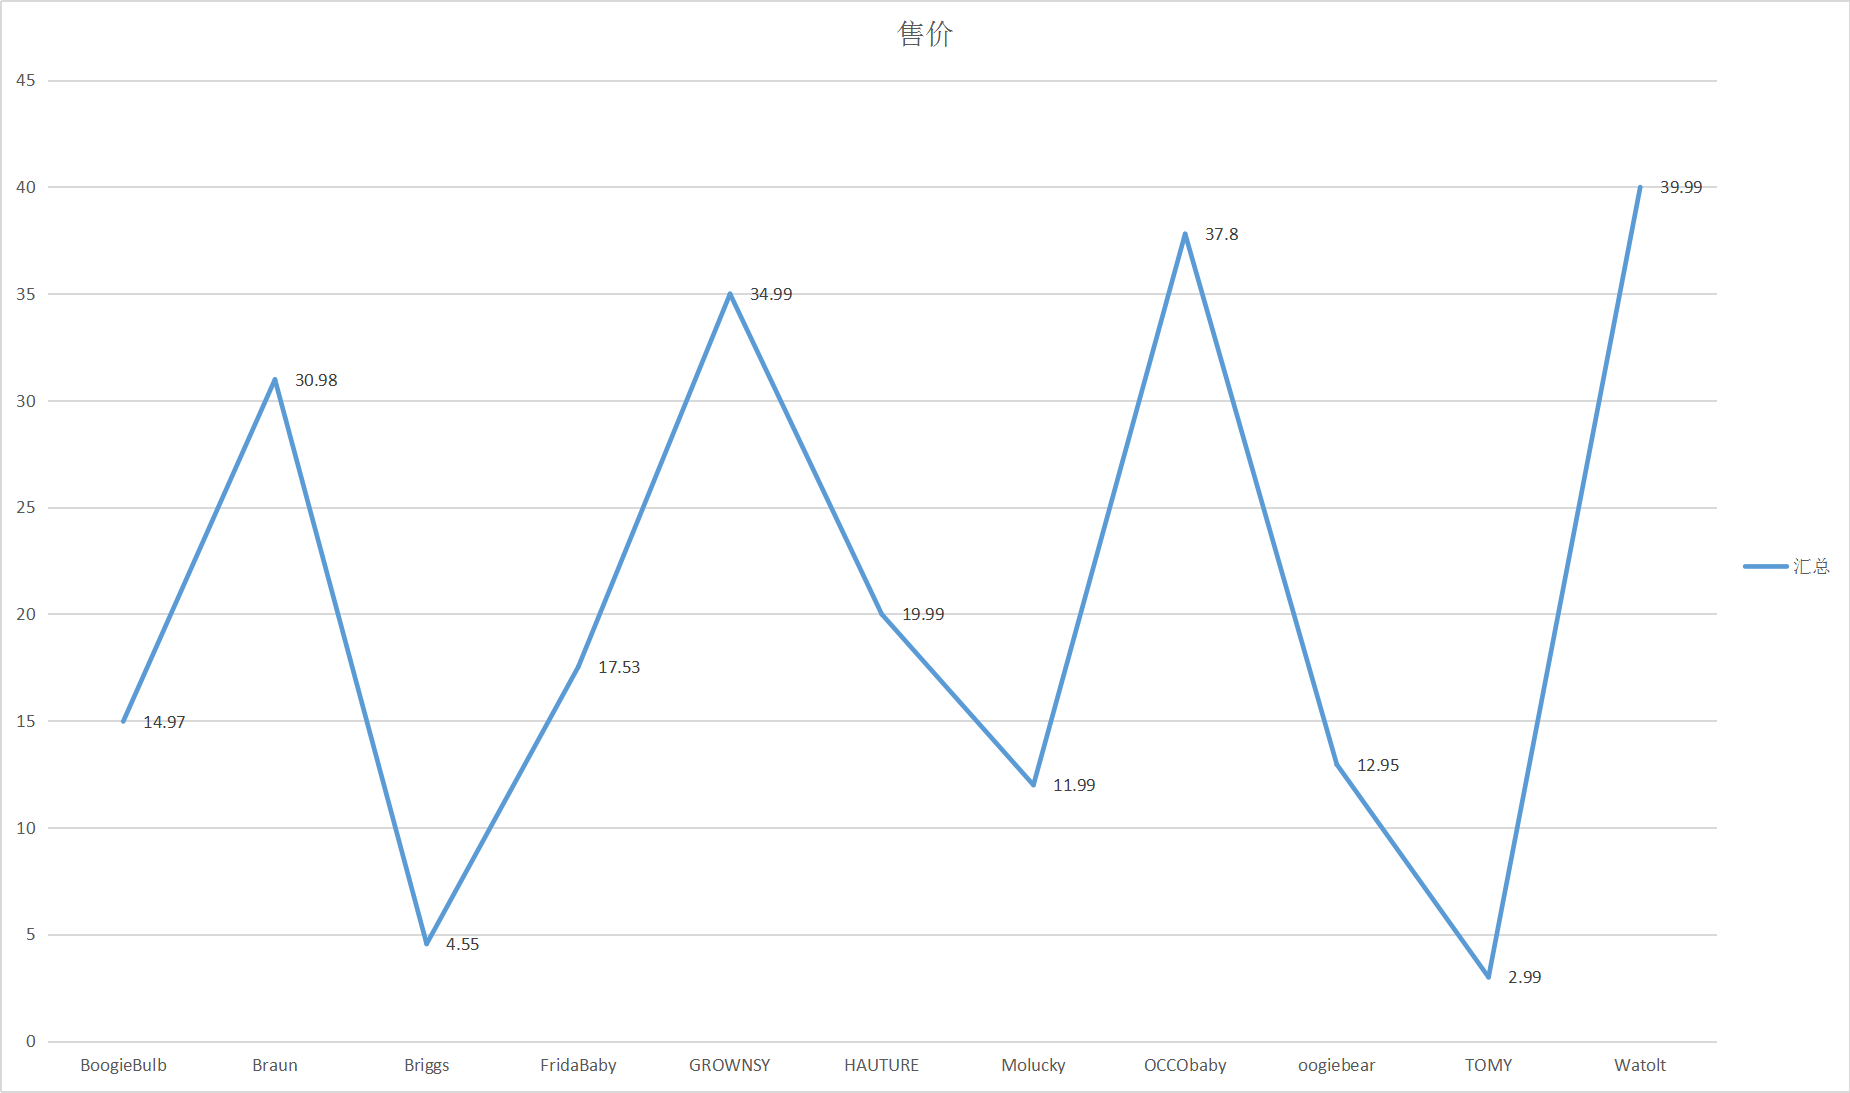 售价
45
40
35
30
25
20
15
10
5
0
14.97
30.98
4.55
17.53
34.99
19.99
11.99
37.8
12.95
2.99
39.99
BoogieBulb
Braun
Briggs
FridaBaby
GROWNSY
HAUTURE
Molucky
OCCObaby
oogiebear
TOMY
Watolt
汇总